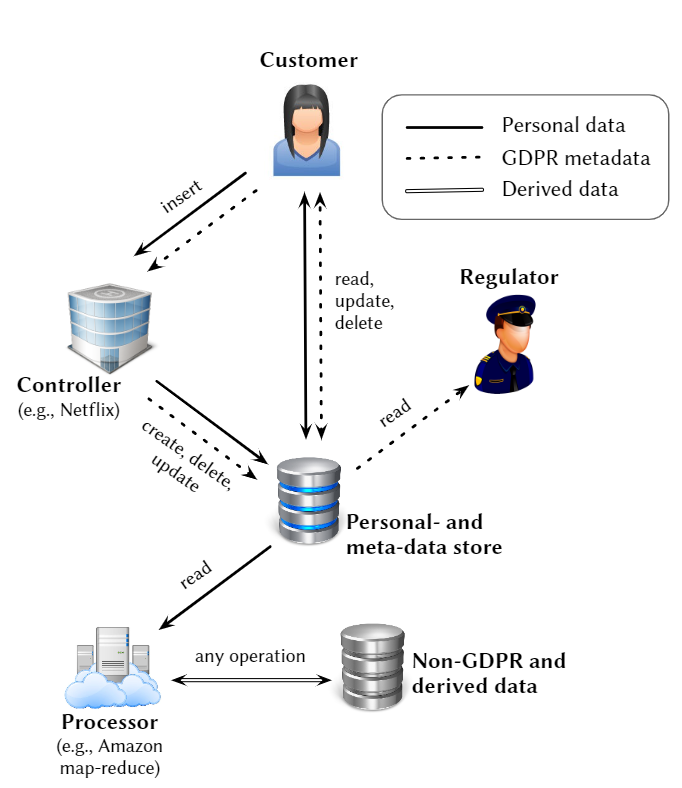 Customer
Personal data
GDPR metadata
Derived data
insert
read,
update,
delete
Regulator
Controller
(e.g., Netflix)
read
create, delete,
update
Personal- and
meta-data store
read
any operation
Non-GDPR and
derived data
Processor
(e.g., Amazon
map-reduce)